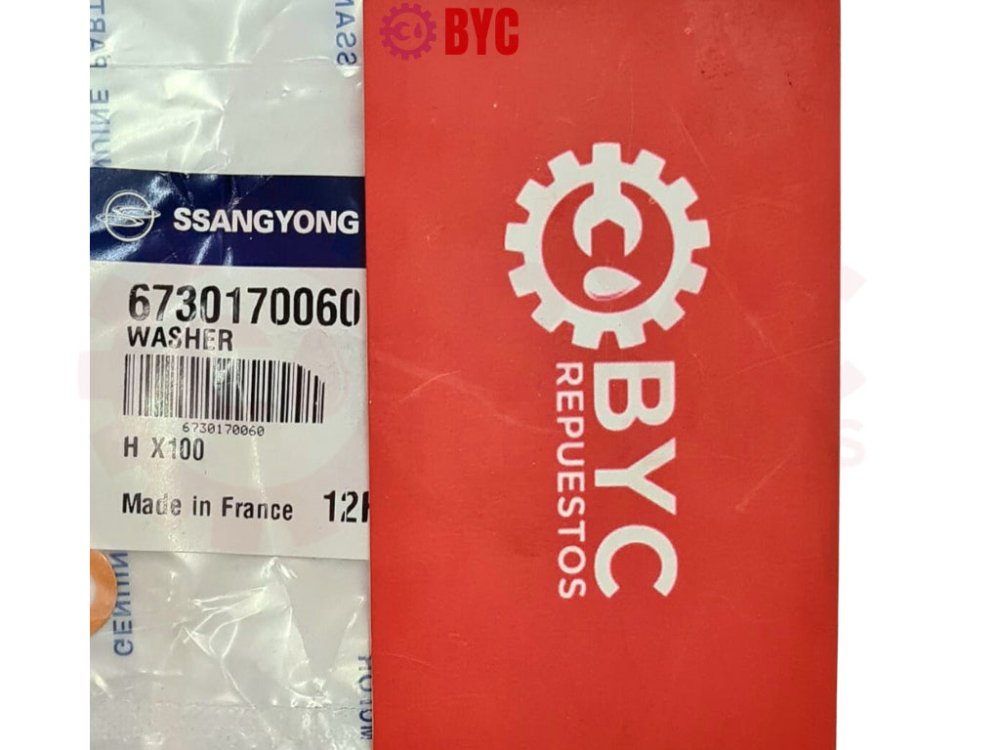 BYC
SSANGYONG
6730170060
WASHER
6730170060
H X100
Made in France
BYC
REPUESTOS